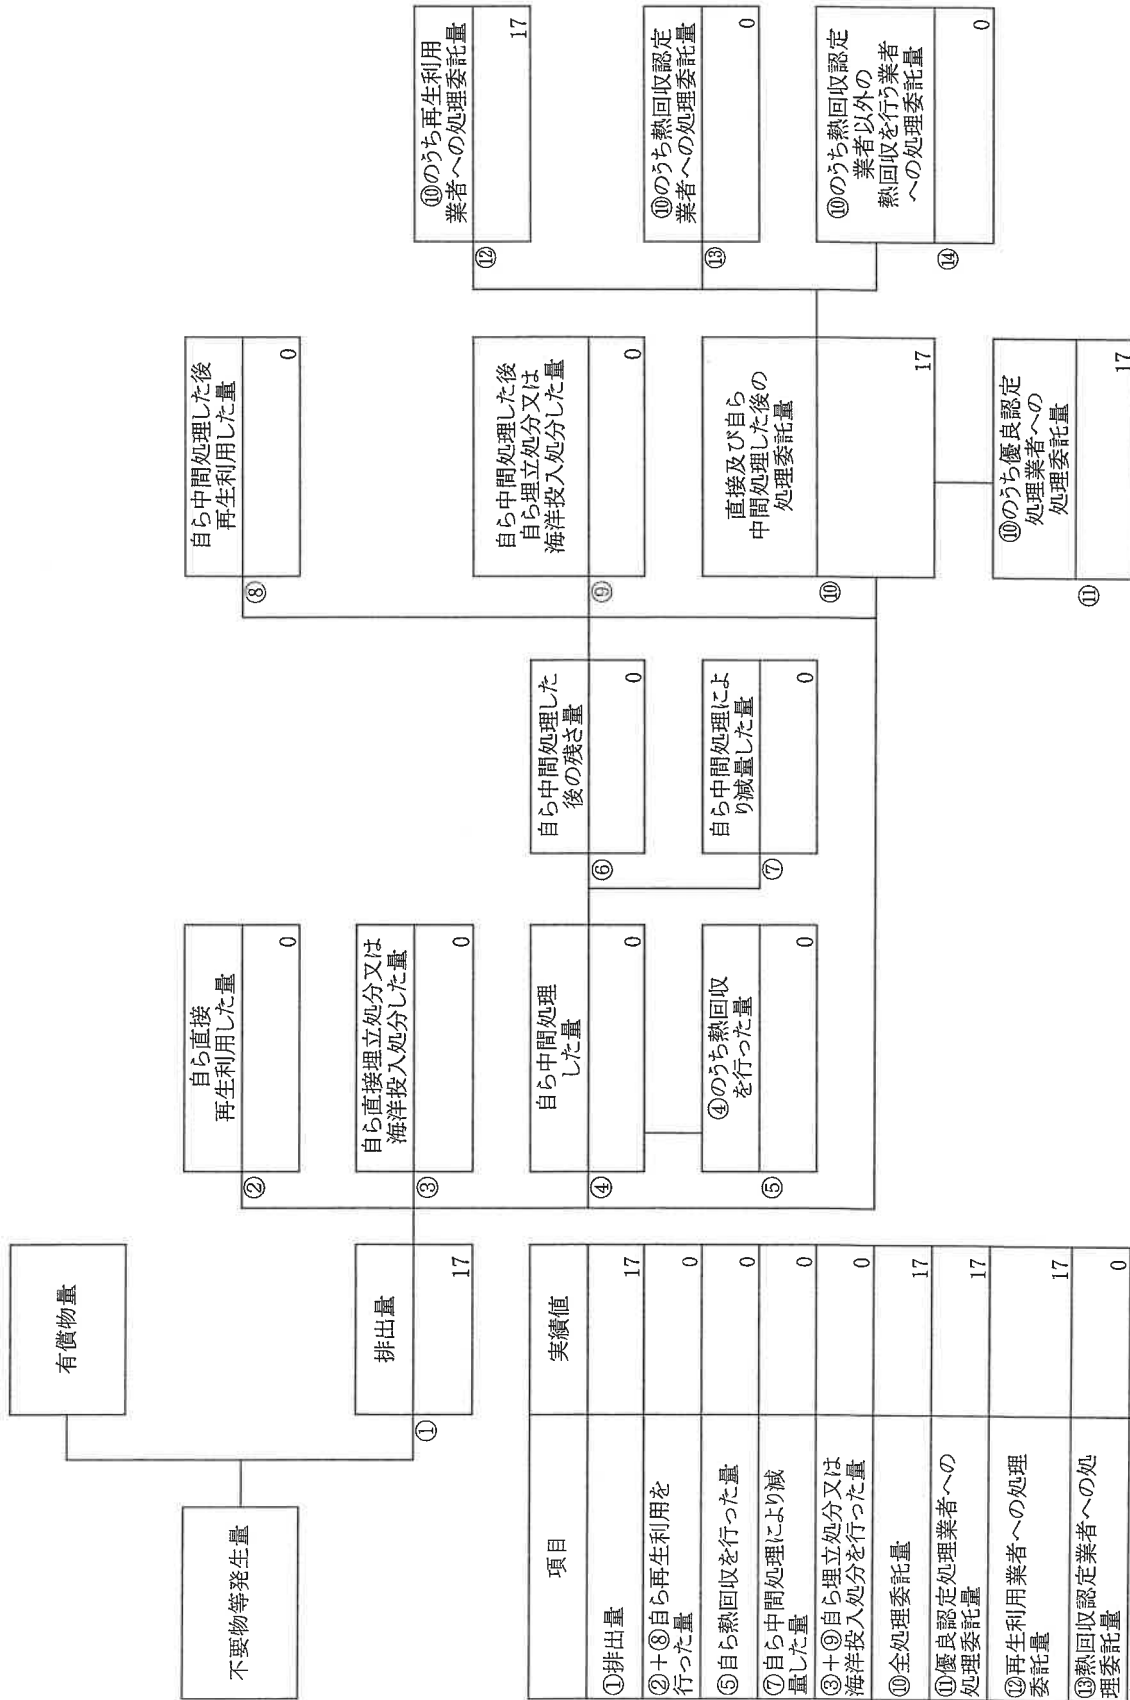 不要物等発生量
有償物量
排出量
①
17
自ら直接
再生利用した量
②
0
自ら直接埋立処分又は
海洋投入処分した量
③
0
自ら中間処理
した量
④
0
④のうち熱回収
を行った量
⑤
0
自ら中間処理した
後の残さ量
⑥
0
自ら中間処理によ
り減量した量
⑦
0
自ら中間処理した後
再生利用した量
⑧
0
自ら中間処理した後
自ら埋立処分又は
海洋投入処分した量
⑨
0
直接及び自ら
中間処理した後の
処理委託量
⑩
17
⑩のうち優良認定
処理業者への
処理委託量
⑪
17
⑩のうち再生利用
業者への処理委託量
⑫
17
⑩のうち熱回収認定
業者への処理委託量
⑬
0
⑩のうち熱回収認定
業者以外の
熱回収を行う業者
への処理委託量
⑭
0
項目 実績値
①排出量 17
②+⑧自ら再生利用を
行った量 0
⑤自ら熱回収を行った量 0
⑦自ら中間処理により減
量した量 0
③+⑨自ら埋立処分又は
海洋投入処分を行った量 0
⑩全処理委託量 17
⑪優良認定処理業者への
処理委託量 17
⑫再生利用業者への処理
委託量 17
⑬熱回収認定業者への処
理委託量 0